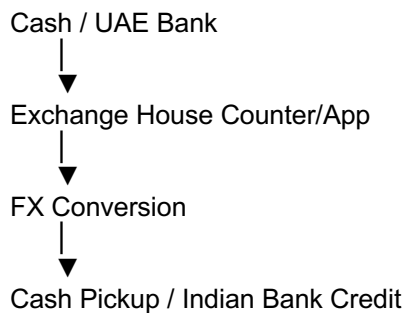 Cash / UAE Bank
Exchange House Counter/App
FX Conversion
Cash Pickup / Indian Bank Credit